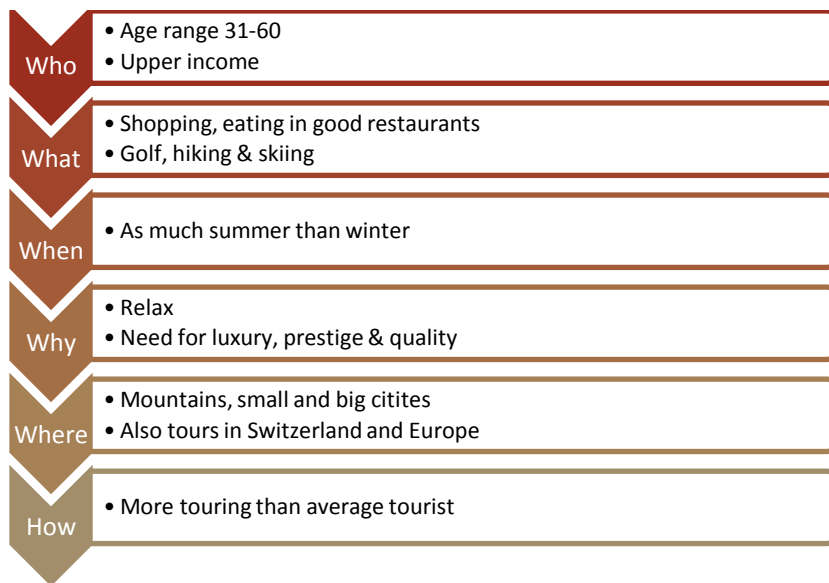 Who
• Age range 31-60
• Upper income
What
• Shopping, eating in good restaurants
• Golf, hiking & skiing
When
• As much summer than winter
Why
• Relax
• Need for luxury, prestige & quality
Where
• Mountains, small and big citites
• Also tours in Switzerland and Europe
How
• More touring than average tourist